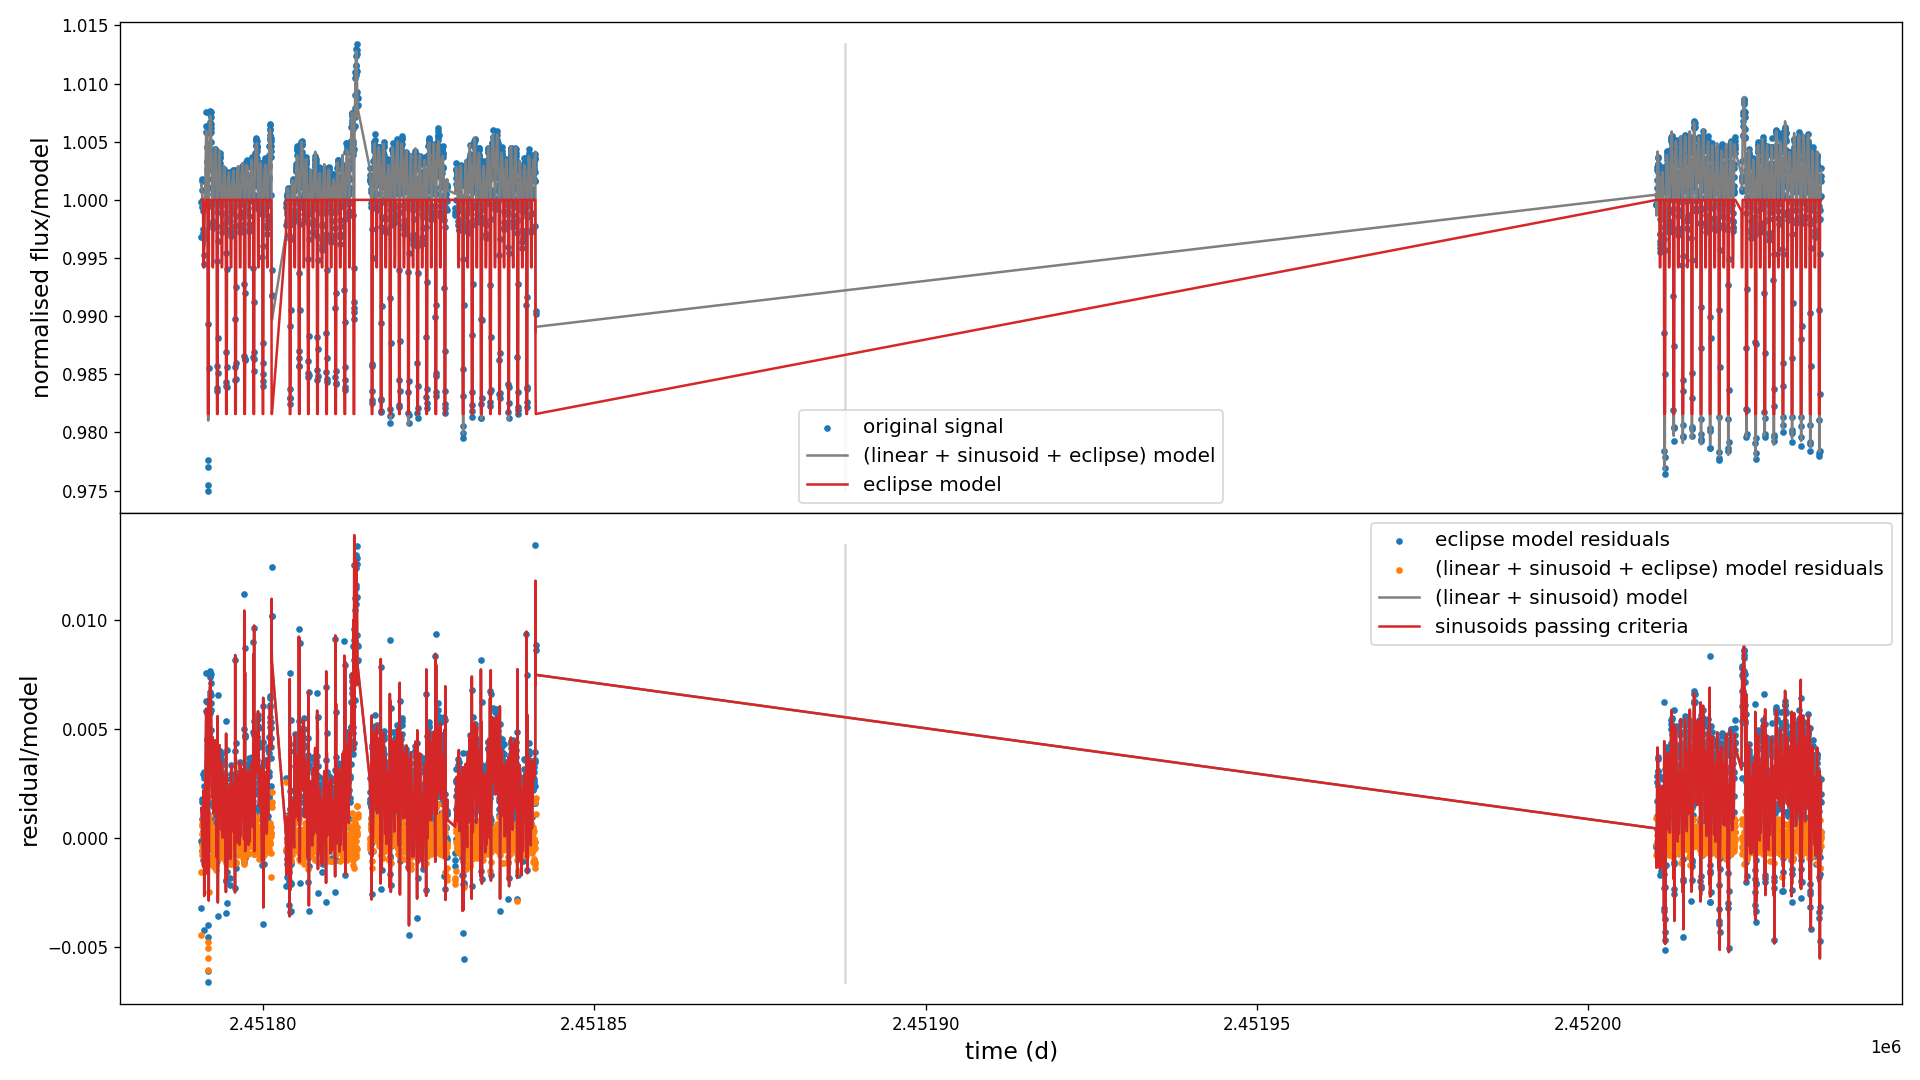 1.015
1.010
1.005
1.000
0.995
0.990
0.985
0.980
0.975
normalised flux/model
original signal
(linear + sinusoid + eclipse) model
eclipse model
0.010
0.005
0.000
−0.005
residual/model
eclipse model residuals
(linear + sinusoid + eclipse) model residuals
(linear + sinusoid) model
sinusoids passing criteria
2.45180 2.45185 2.45190 2.45195 2.45200
1e6
time (d)